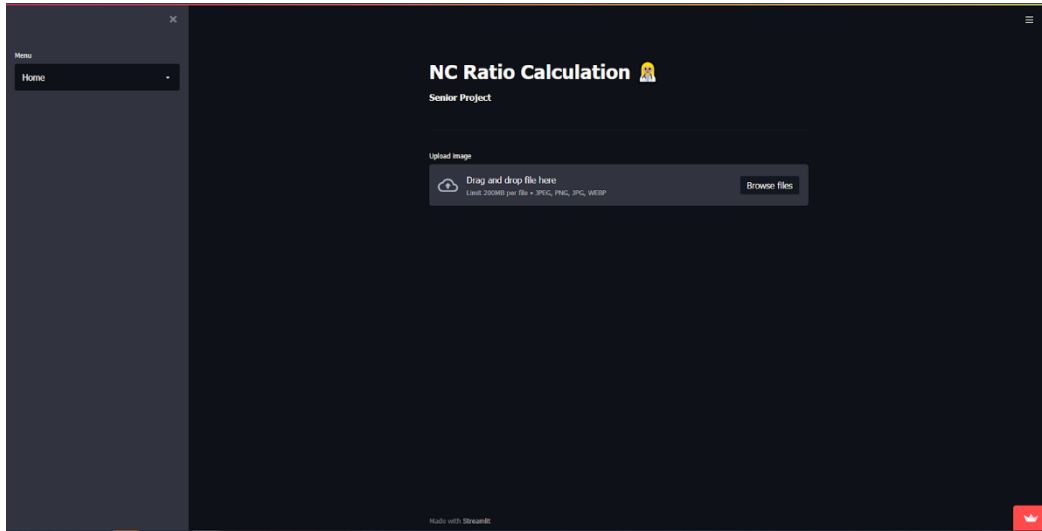 Menu
Home
NC Ratio Calculation
Senior Project
Upload image
Drag and drop file here
Limit 200MB per file • JPEG, PNG, JPG, WEBP
Browse files
Made with Streamlit